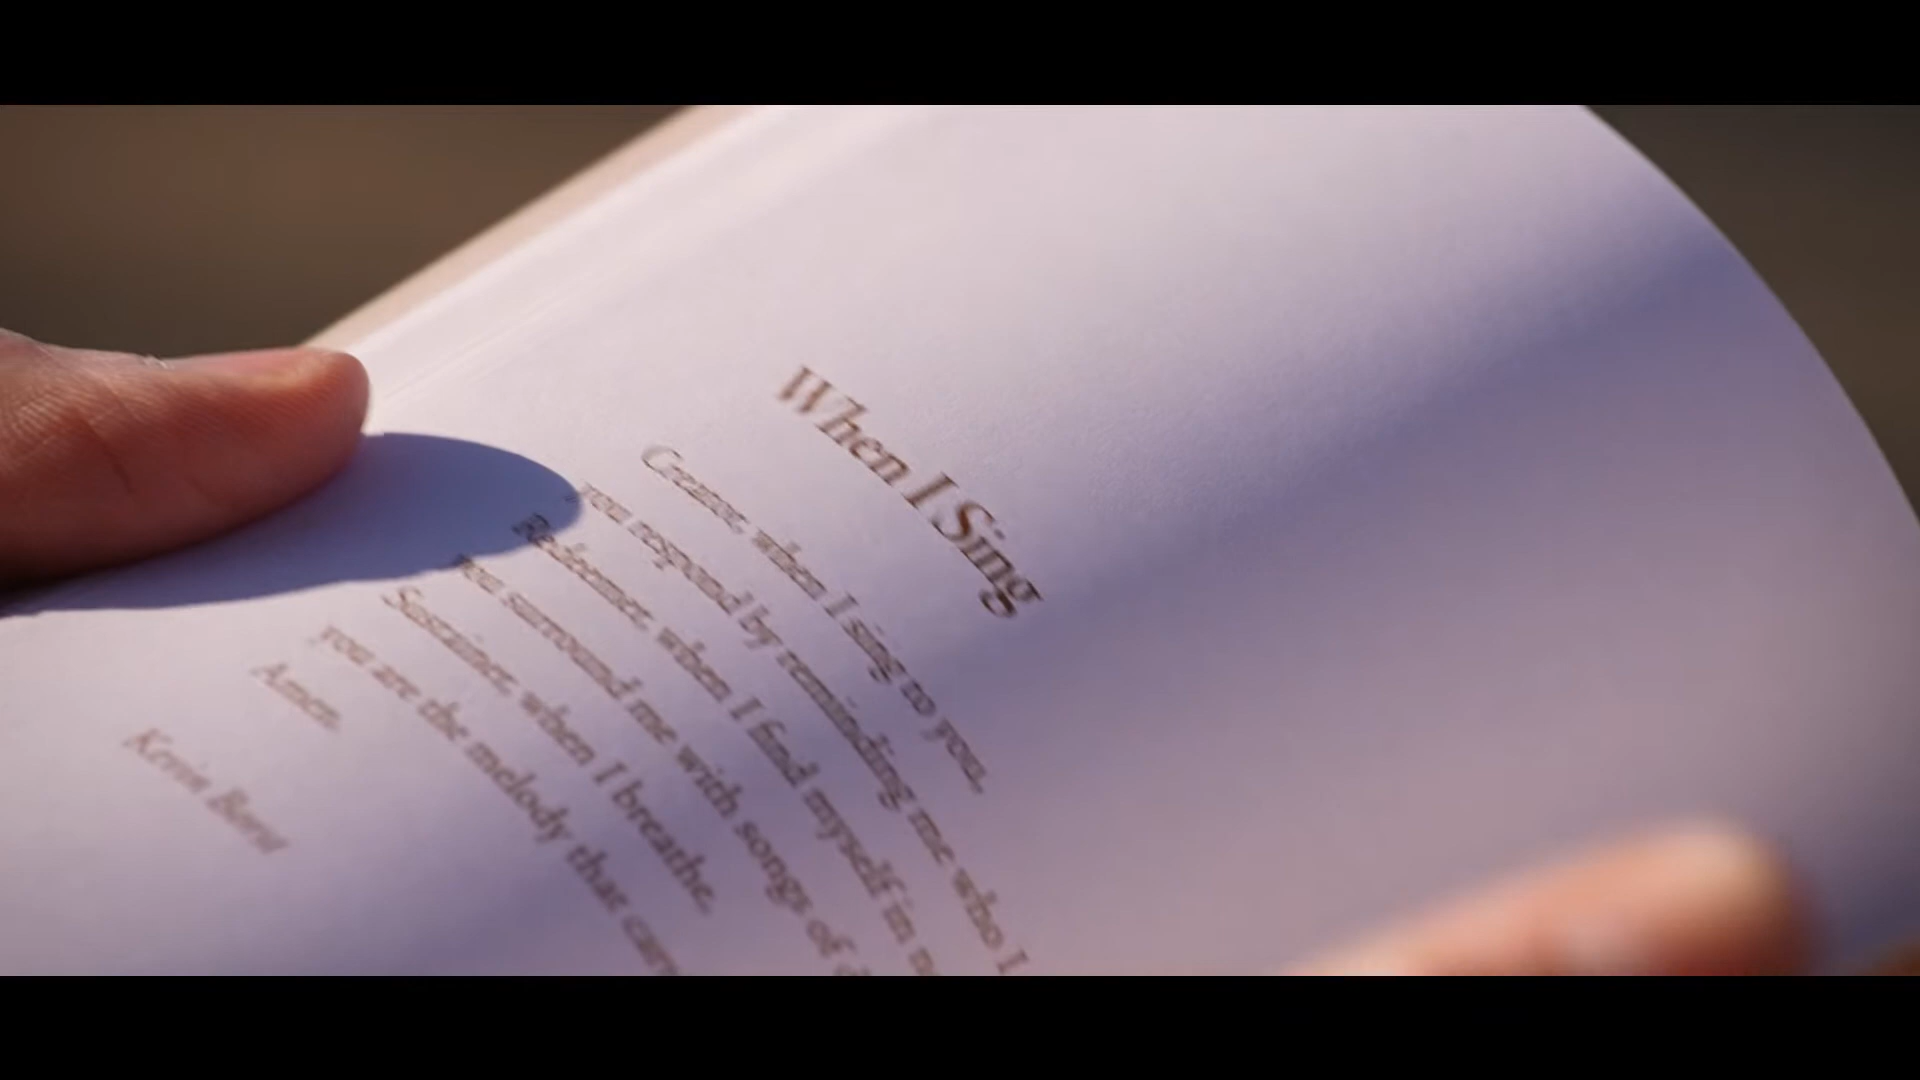 When I Sing
Creator, when I sing to you,
you respond by reminding me who I
Redeemer, when I find myself in
you surround me with songs of
Sustainer, when I breathe,
you are the melody that
Amen.
Kevin